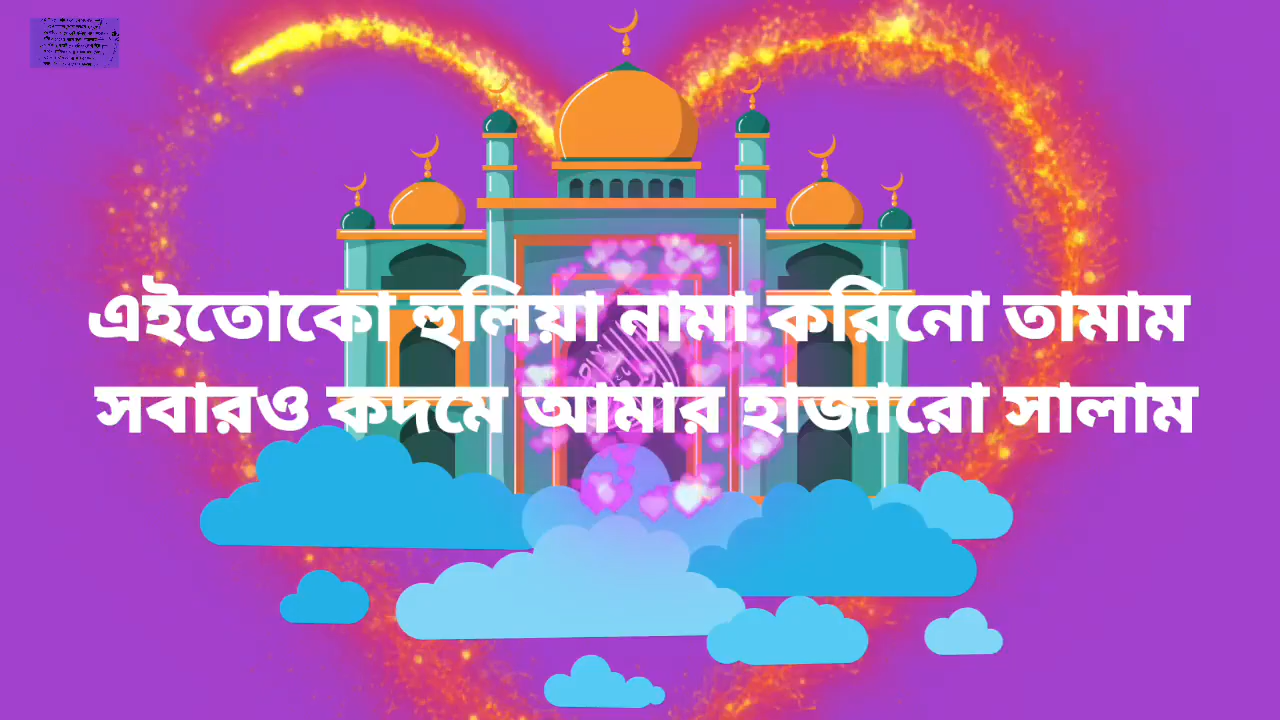 এইতোকো হুলিয়া নামা করিনো তামাম
সবারও কদমে আমার হাজারো সালাম